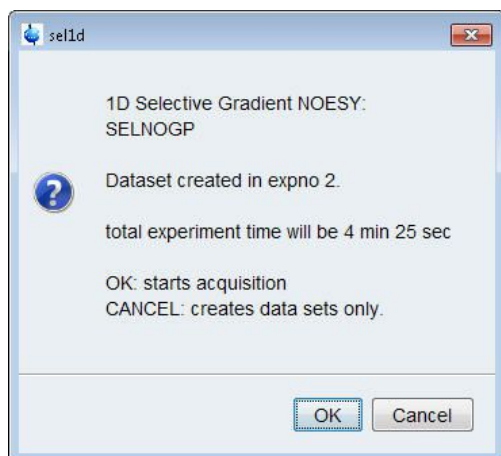 sel1d
1D Selective Gradient NOESY:
SELNOGP
Dataset created in expno 2.
total experiment time will be 4 min 25 sec
OK: starts acquisition
CANCEL: creates data sets only.
OK
Cancel